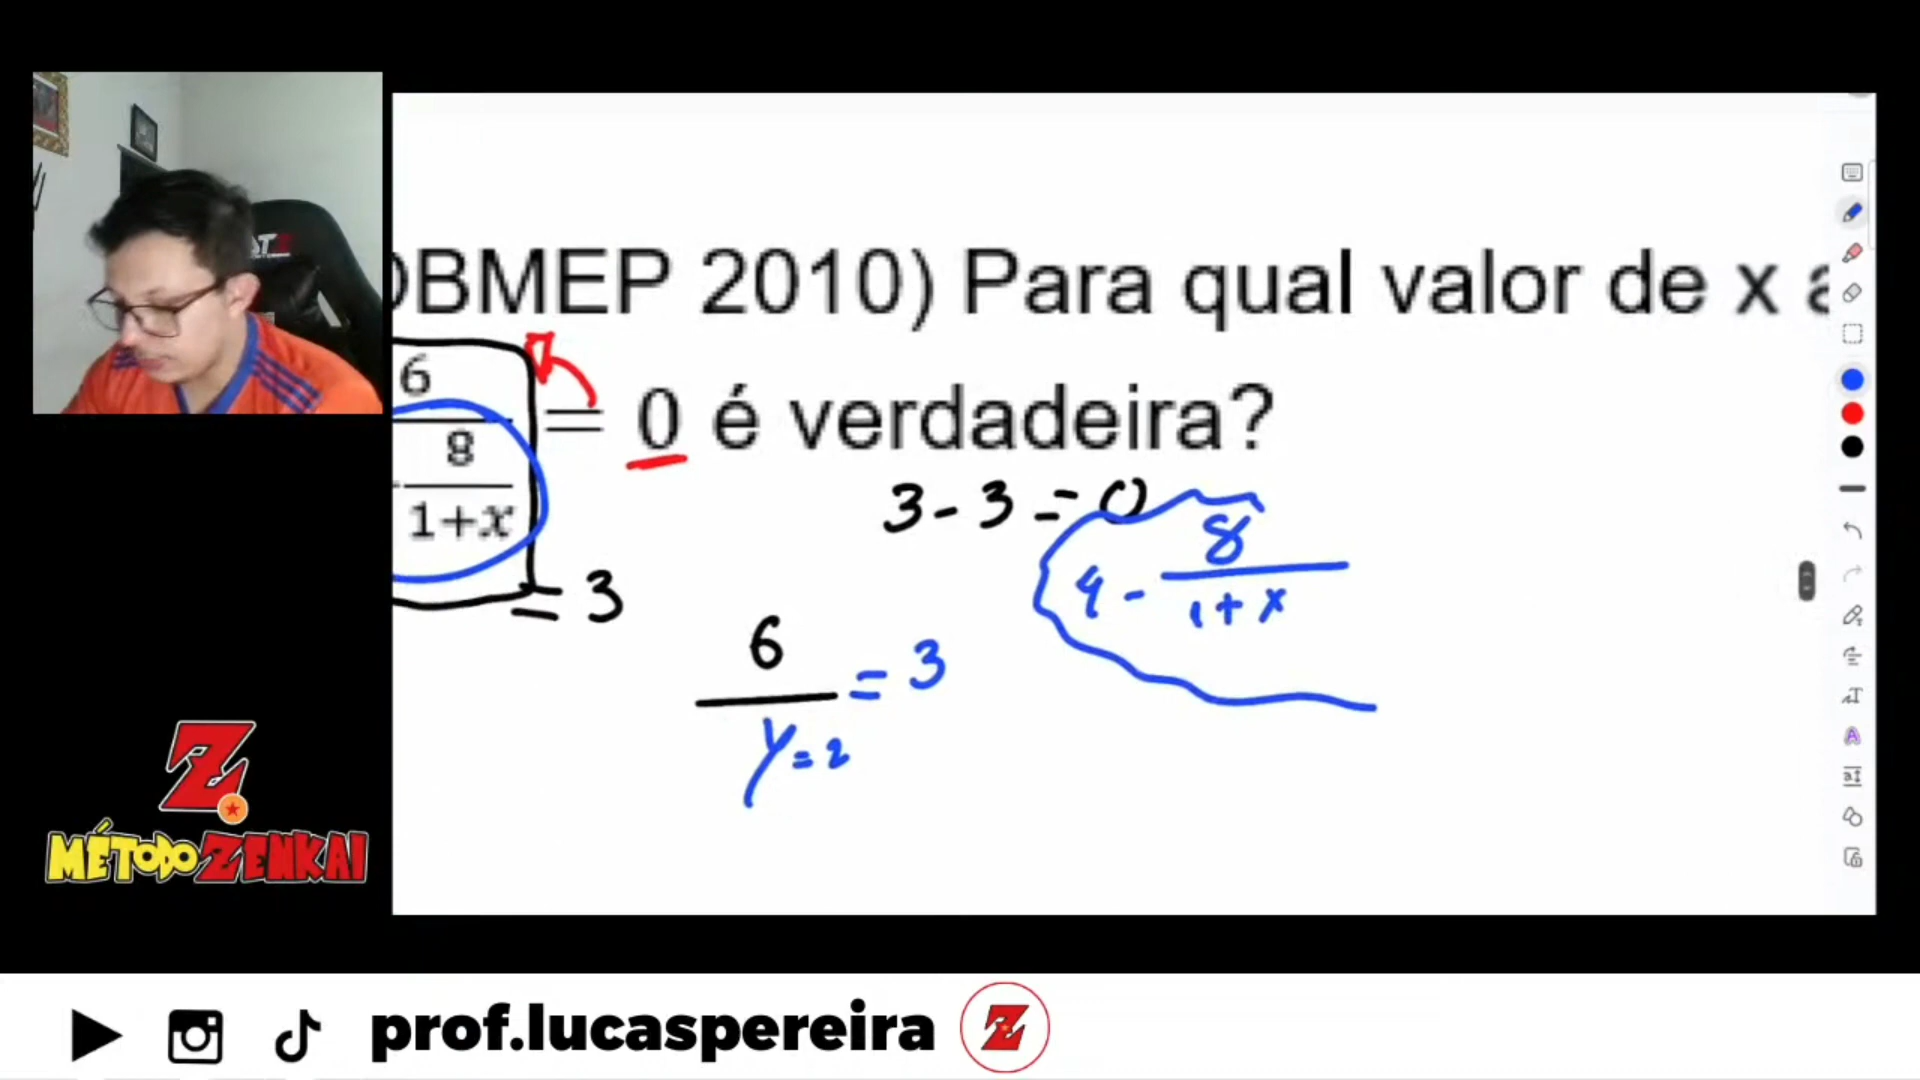 OBMEP 2010) Para qual valor de x a
6
= 0 é verdadeira?
8
1+x
3 - 3 = 0
8
4 -
1 + x
= 3
6
= 3
y = 2
Z
MÉTODO ZENKAI
prof.lucaspereira
Z